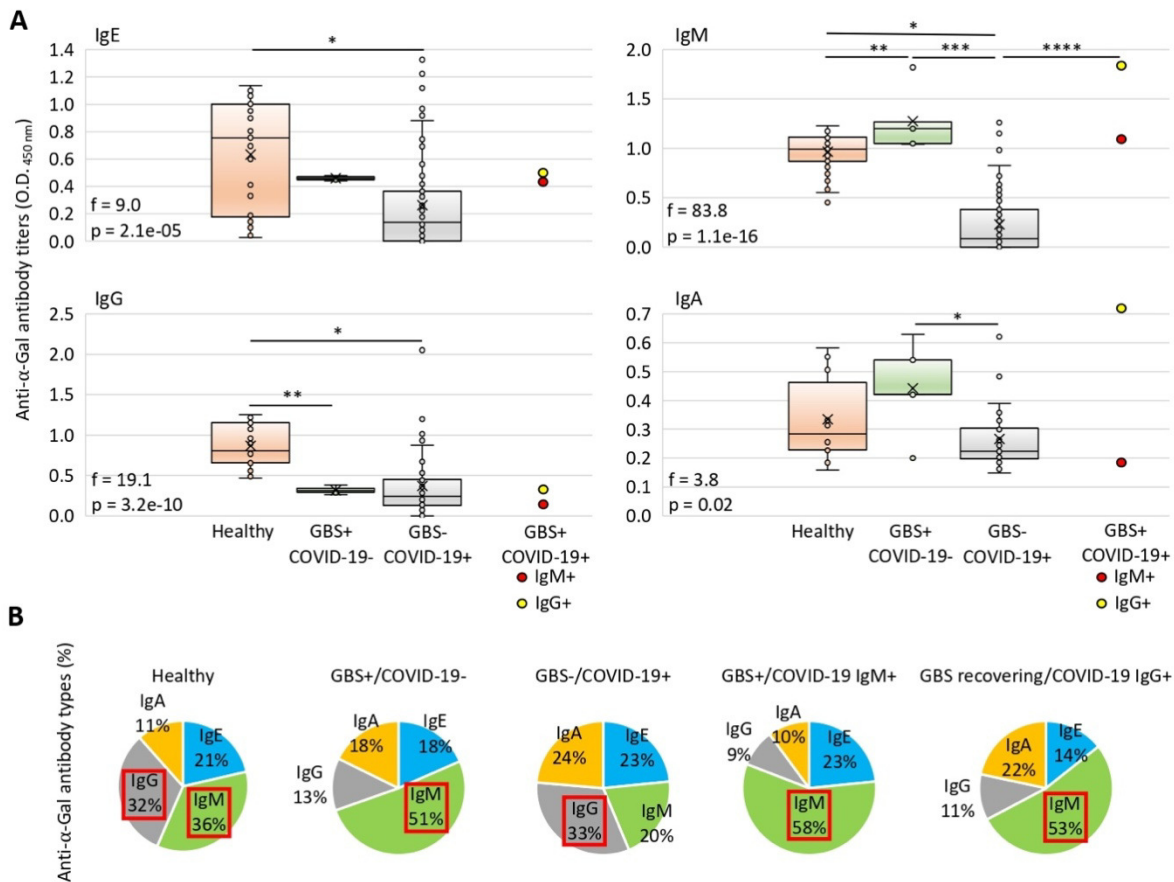 A
Anti-α-Gal antibody titers (O.D. 450 nm)
IgE
1.4
1.2
1.0
0.8
0.6
0.4
0.2
0.0
*
f = 9.0
p = 2.1e-05
IgM
2.0
1.5
1.0
0.5
0.0
*
** *** ****
f = 83.8
p = 1.1e-16
IgG
2.5
2.0
1.5
1.0
0.5
0.0
*
**
f = 19.1
p = 3.2e-10
Healthy GBS+ GBS- GBS+
COVID-19- COVID-19+ COVID-19+
IgM+
IgG+
IgA
0.7
0.6
0.5
0.4
0.3
0.2
0.1
0.0
*
f = 3.8
p = 0.02
Healthy GBS+ GBS- GBS+
COVID-19- COVID-19+ COVID-19+
IgM+
IgG+
B
Anti-α-Gal antibody types (%)
Healthy
IgA
11%
IgE
21%
IgG
32%
IgM
36%
GBS+/COVID-19-
IgA
18%
IgE
18%
IgG
13%
IgM
51%
GBS-/COVID-19+
IgA
24%
IgE
23%
IgG
33%
IgM
20%
GBS+/COVID-19 IgM+
IgA
10%
IgG
9%
IgE
23%
IgM
58%
GBS recovering/COVID-19 IgG+
IgE
14%
IgA
22%
IgG
11%
IgM
53%